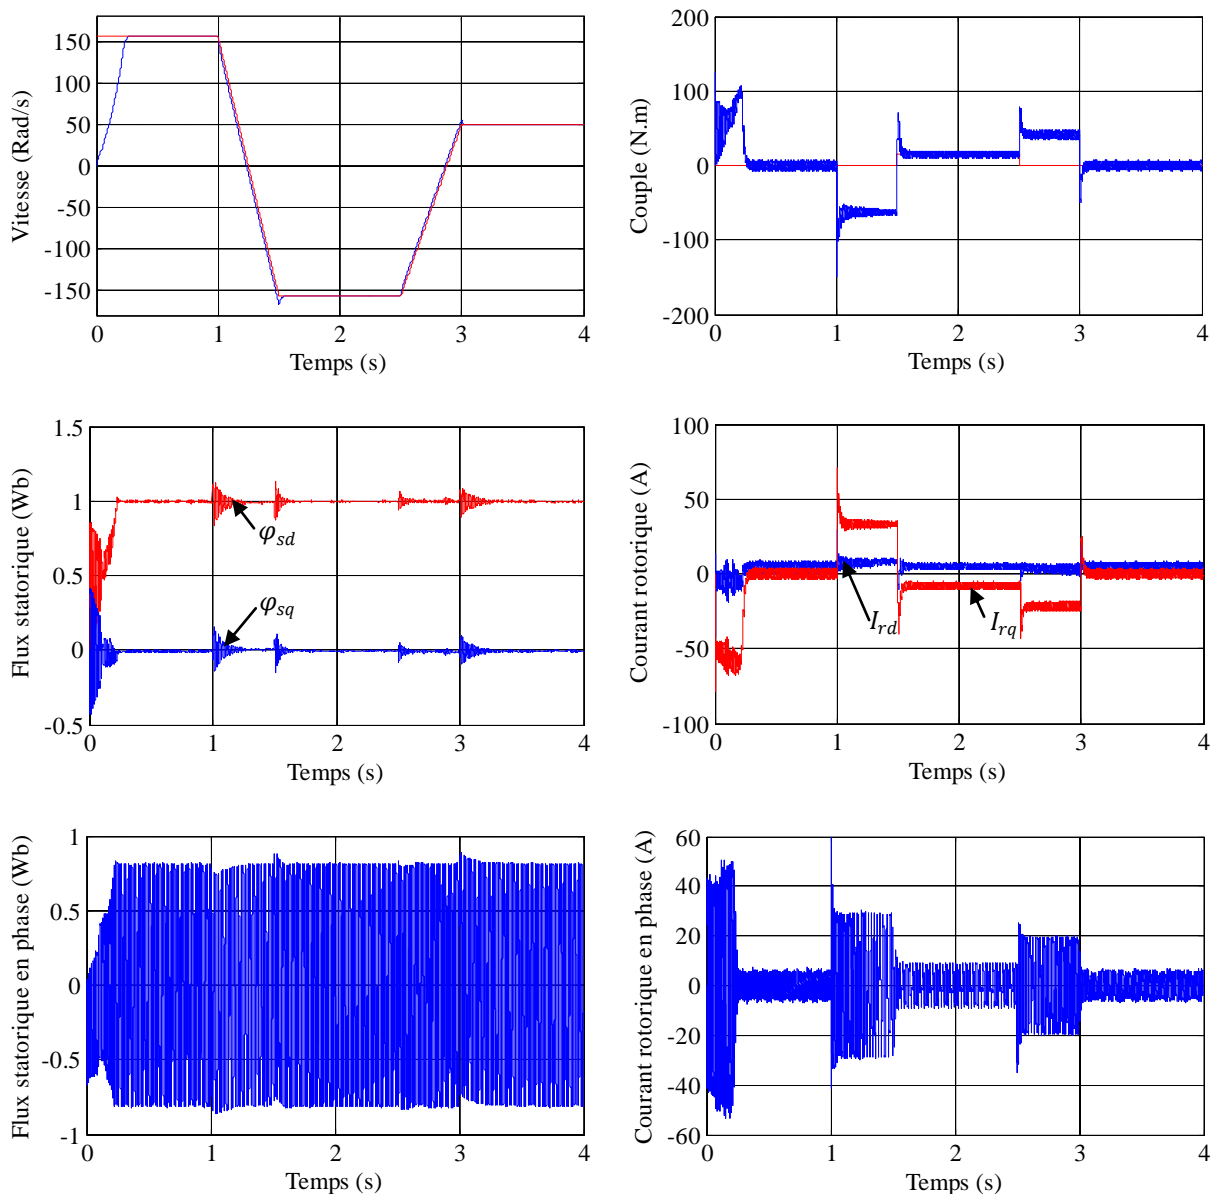 Vitesse (Rad/s)
150
100
50
0
-50
-100
-150
0 1 2 3 4
Temps (s)
Couple (N.m)
200
100
0
-100
-200
0 1 2 3 4
Temps (s)
Flux statorique (Wb)
1.5
1
0.5
0
-0.5
φsd
φsq
0 1 2 3 4
Temps (s)
Courant rotorique (A)
100
50
0
-50
-100
Ird
Irq
0 1 2 3 4
Temps (s)
Flux statorique en phase (Wb)
1
0.5
0
-0.5
-1
0 1 2 3 4
Temps (s)
Courant rotorique en phase (A)
60
40
20
0
-20
-40
-60
0 1 2 3 4
Temps (s)